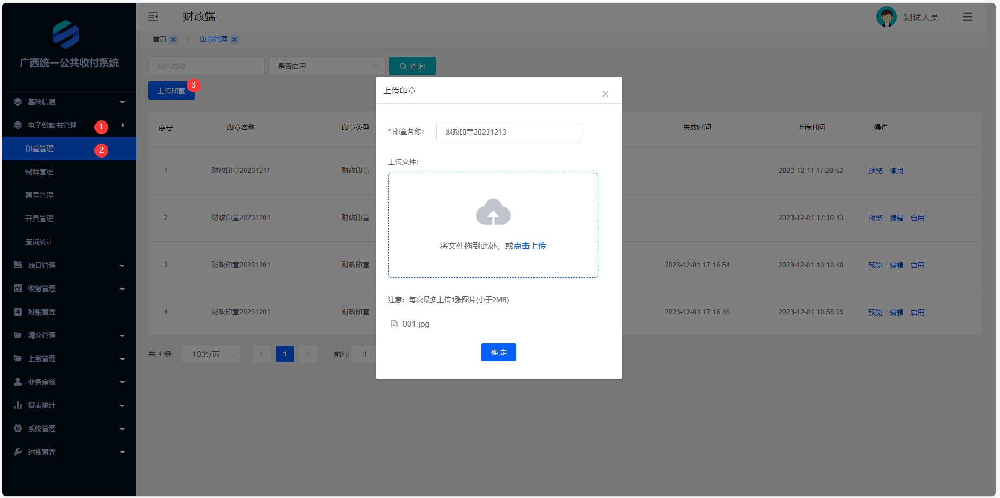 广西统一公共收付系统
基础信息
电子缴款书管理 1
印章管理 2
制样管理
票号管理
开具管理
查询统计
项目管理
收缴管理
对账管理
清分管理
上缴管理
业务审核
报表统计
系统管理
运维管理
财政端
测试人员
首页 印章管理
印章名称 是否启用 查询
上传印章 3
序号 印章名称 印章类型 失效时间 上传时间 操作
1 财政印章20231211 财政印章 2023-12-11 17:20:52 预览 停用
2 财政印章20231201 财政印章 2023-12-01 17:16:43 预览 编辑 启用
3 财政印章20231201 财政印章 2023-12-01 17:16:54 2023-12-01 13:18:40 预览 编辑 启用
4 财政印章20231201 财政印章 2023-12-01 17:16:46 2023-12-01 10:55:09 预览 编辑 启用
共 4 条 10条/页 1 前往 1
上传印章
* 印章名称: 财政印章20231213
上传文件:
将文件拖到此处，或点击上传
注意：每次最多上传1张图片(小于2MB)
001.jpg
确 定